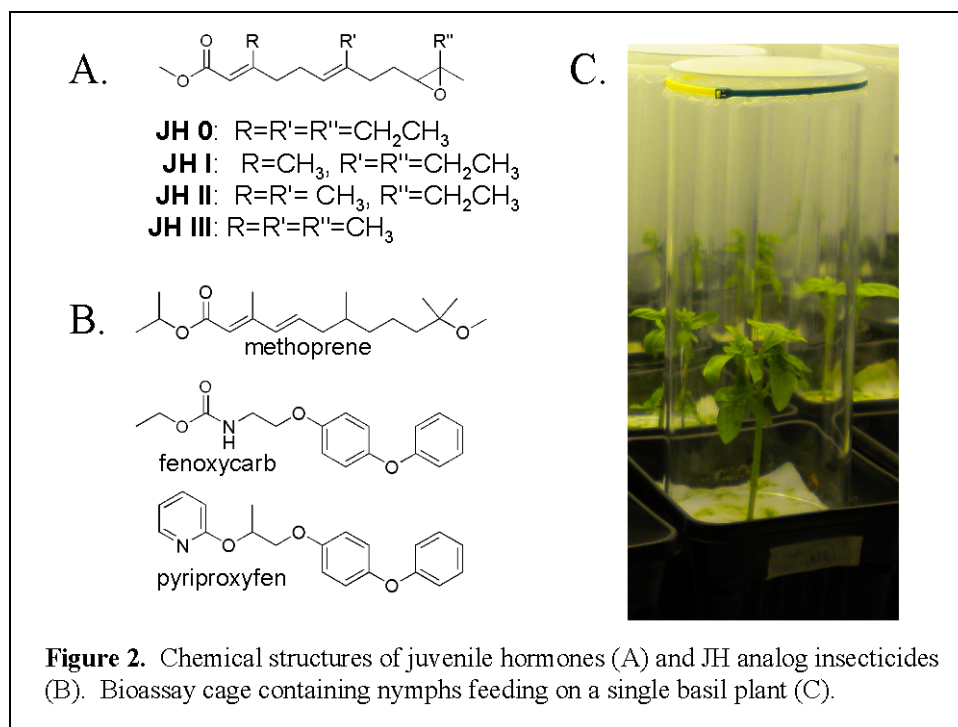 A.
O
R
R'
R"
O
O
JH 0: R=R'=R"=CH₂CH₃
JH I: R=CH₃, R'=R"=CH₂CH₃
JH II: R=R'= CH₃, R"=CH₂CH₃
JH III: R=R'=R"=CH₃
B.
O
O
O
methoprene
O
O
N
H
O
O
fenoxycarb
N
O
O
O
pyriproxyfen
C.
Figure 2. Chemical structures of juvenile hormones (A) and JH analog insecticides
(B). Bioassay cage containing nymphs feeding on a single basil plant (C).